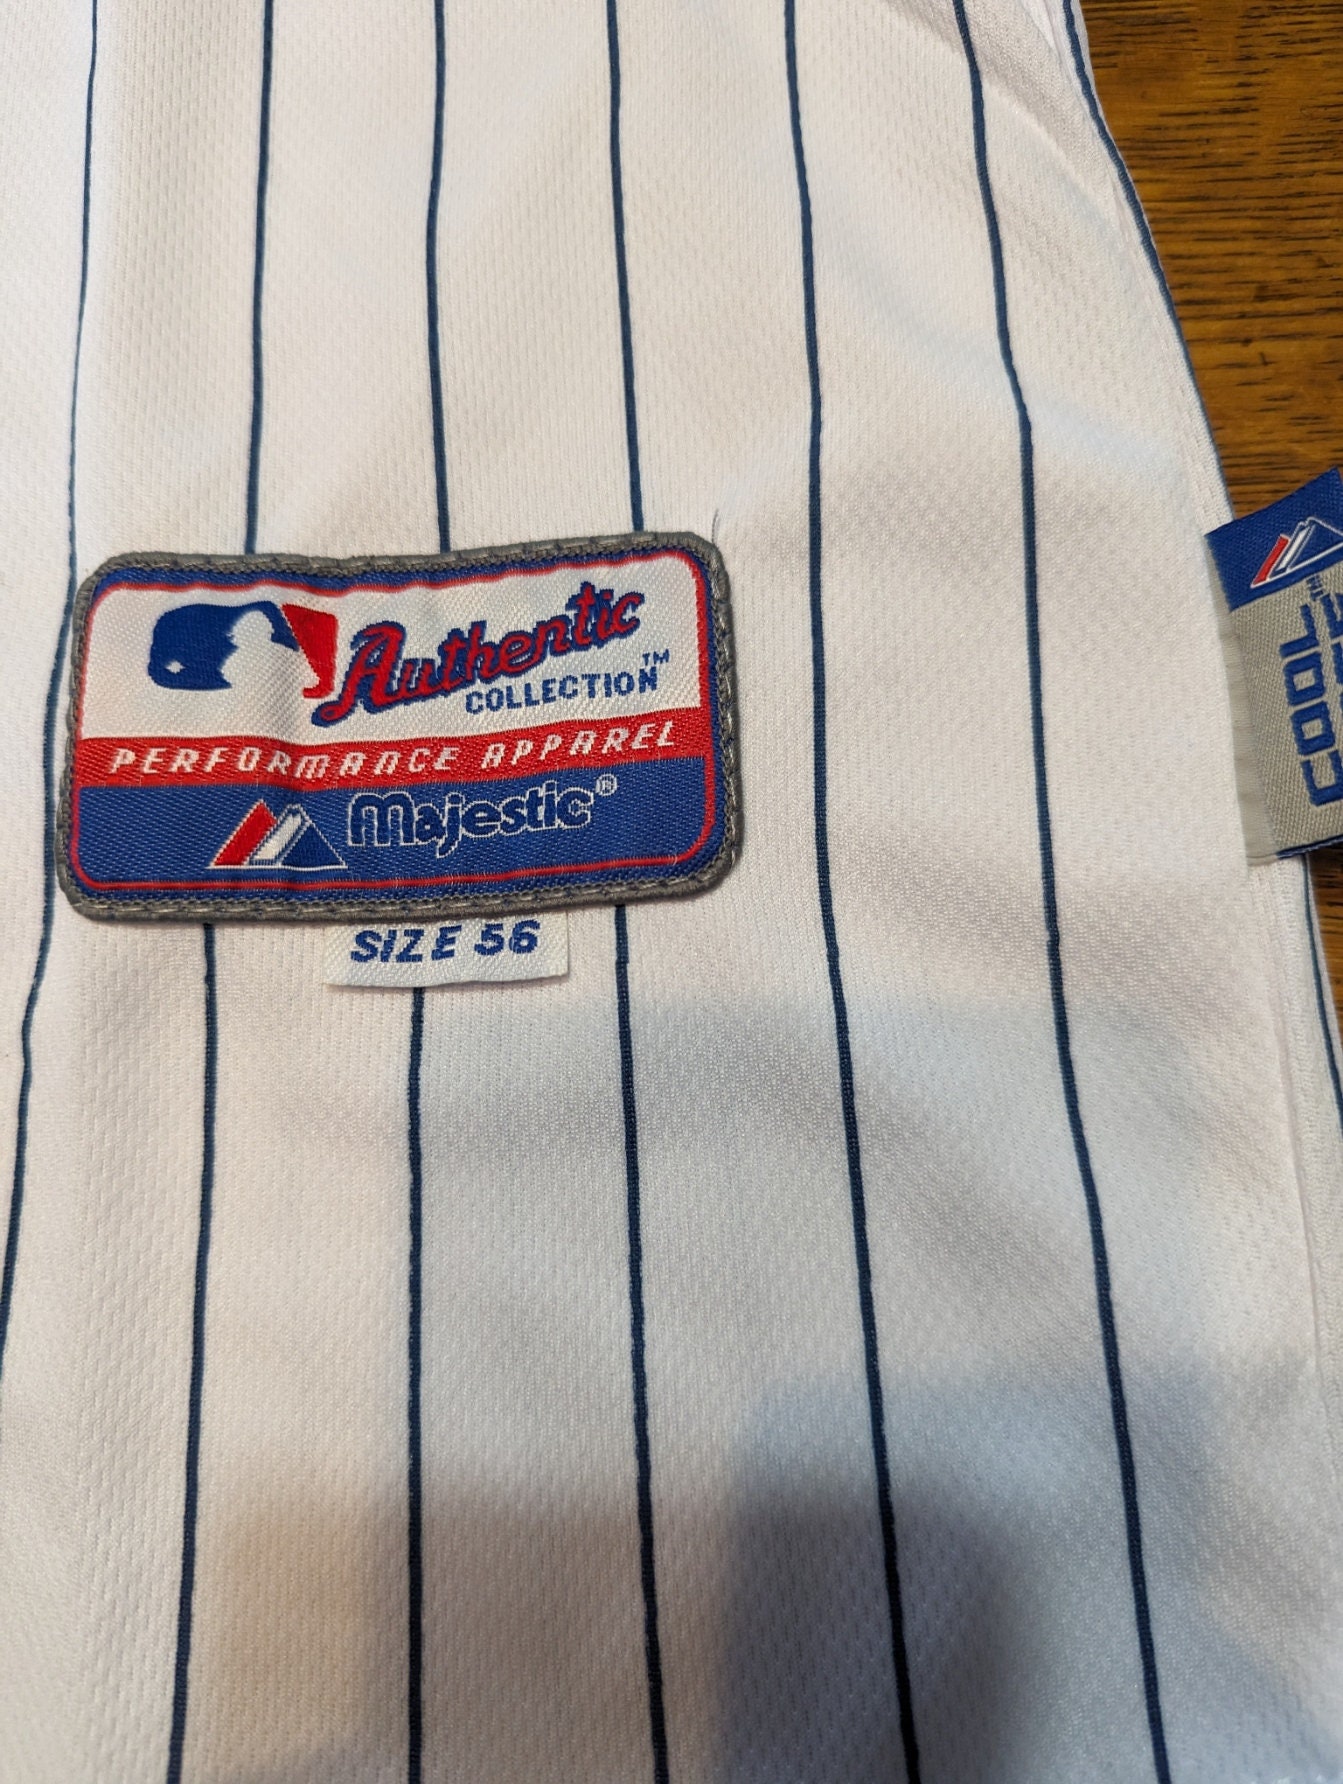 Authentic
COLLECTION™
PERFORMANCE APPAREL
Majestic®
SIZE 56
COOL